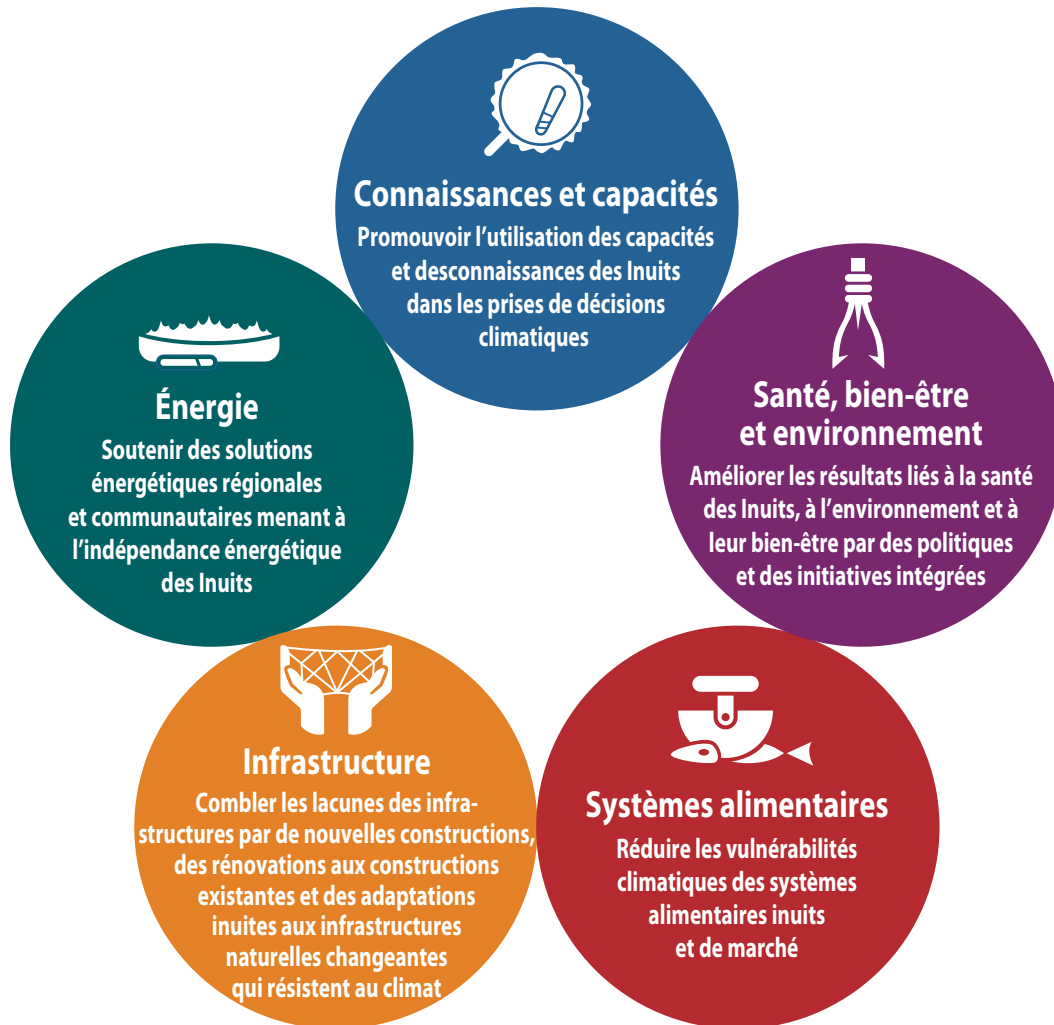 Connaissances et capacités
Promouvoir l’utilisation des capacités
et desconnaissances des Inuits
dans les prises de décisions
climatiques
Énergie
Soutenir des solutions
énergétiques régionales
et communautaires menant à
l’indépendance énergétique
des Inuits
Santé, bien-être
et environnement
Améliorer les résultats liés à la santé
des Inuits, à l’environnement et à
leur bien-être par des politiques
et des initiatives intégrées
Infrastructure
Combler les lacunes des infra-
structures par de nouvelles constructions,
des rénovations aux constructions
existantes et des adaptations
inuites aux infrastructures
naturelles changeantes
qui résistent au climat
Systèmes alimentaires
Réduire les vulnérabilités
climatiques des systèmes
alimentaires inuits
et de marché